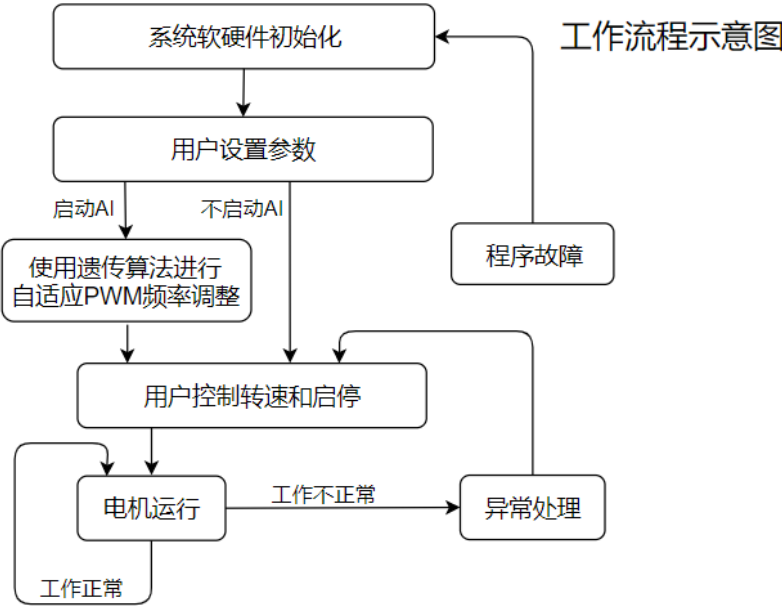 系统软硬件初始化
工作流程示意图
用户设置参数
启动AI
不启动AI
使用遗传算法进行
自适应PWM频率调整
程序故障
用户控制转速和启停
电机运行
工作不正常
异常处理
工作正常